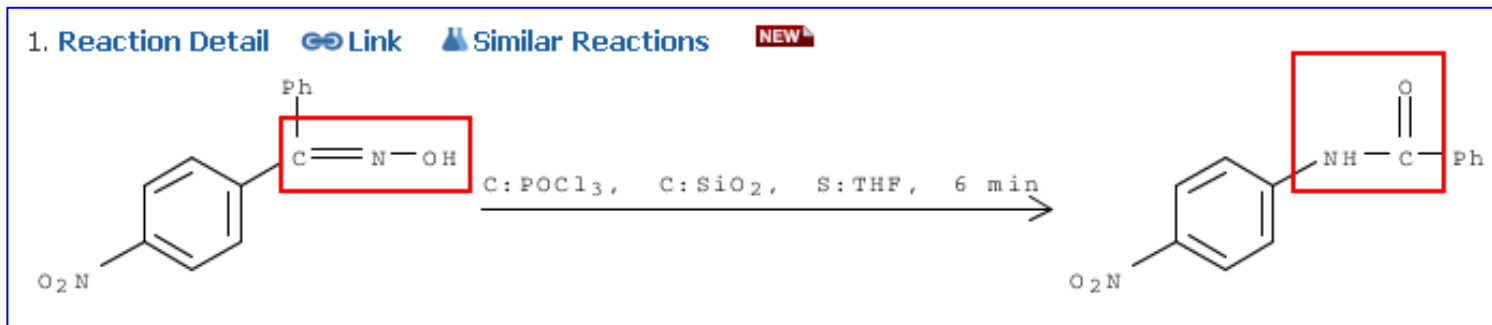 1. Reaction Detail Link Similar Reactions NEW
Ph
C N OH
O₂N
C:POCl₃, C:SiO₂, S:THF, 6 min
O
NH C Ph
O₂N